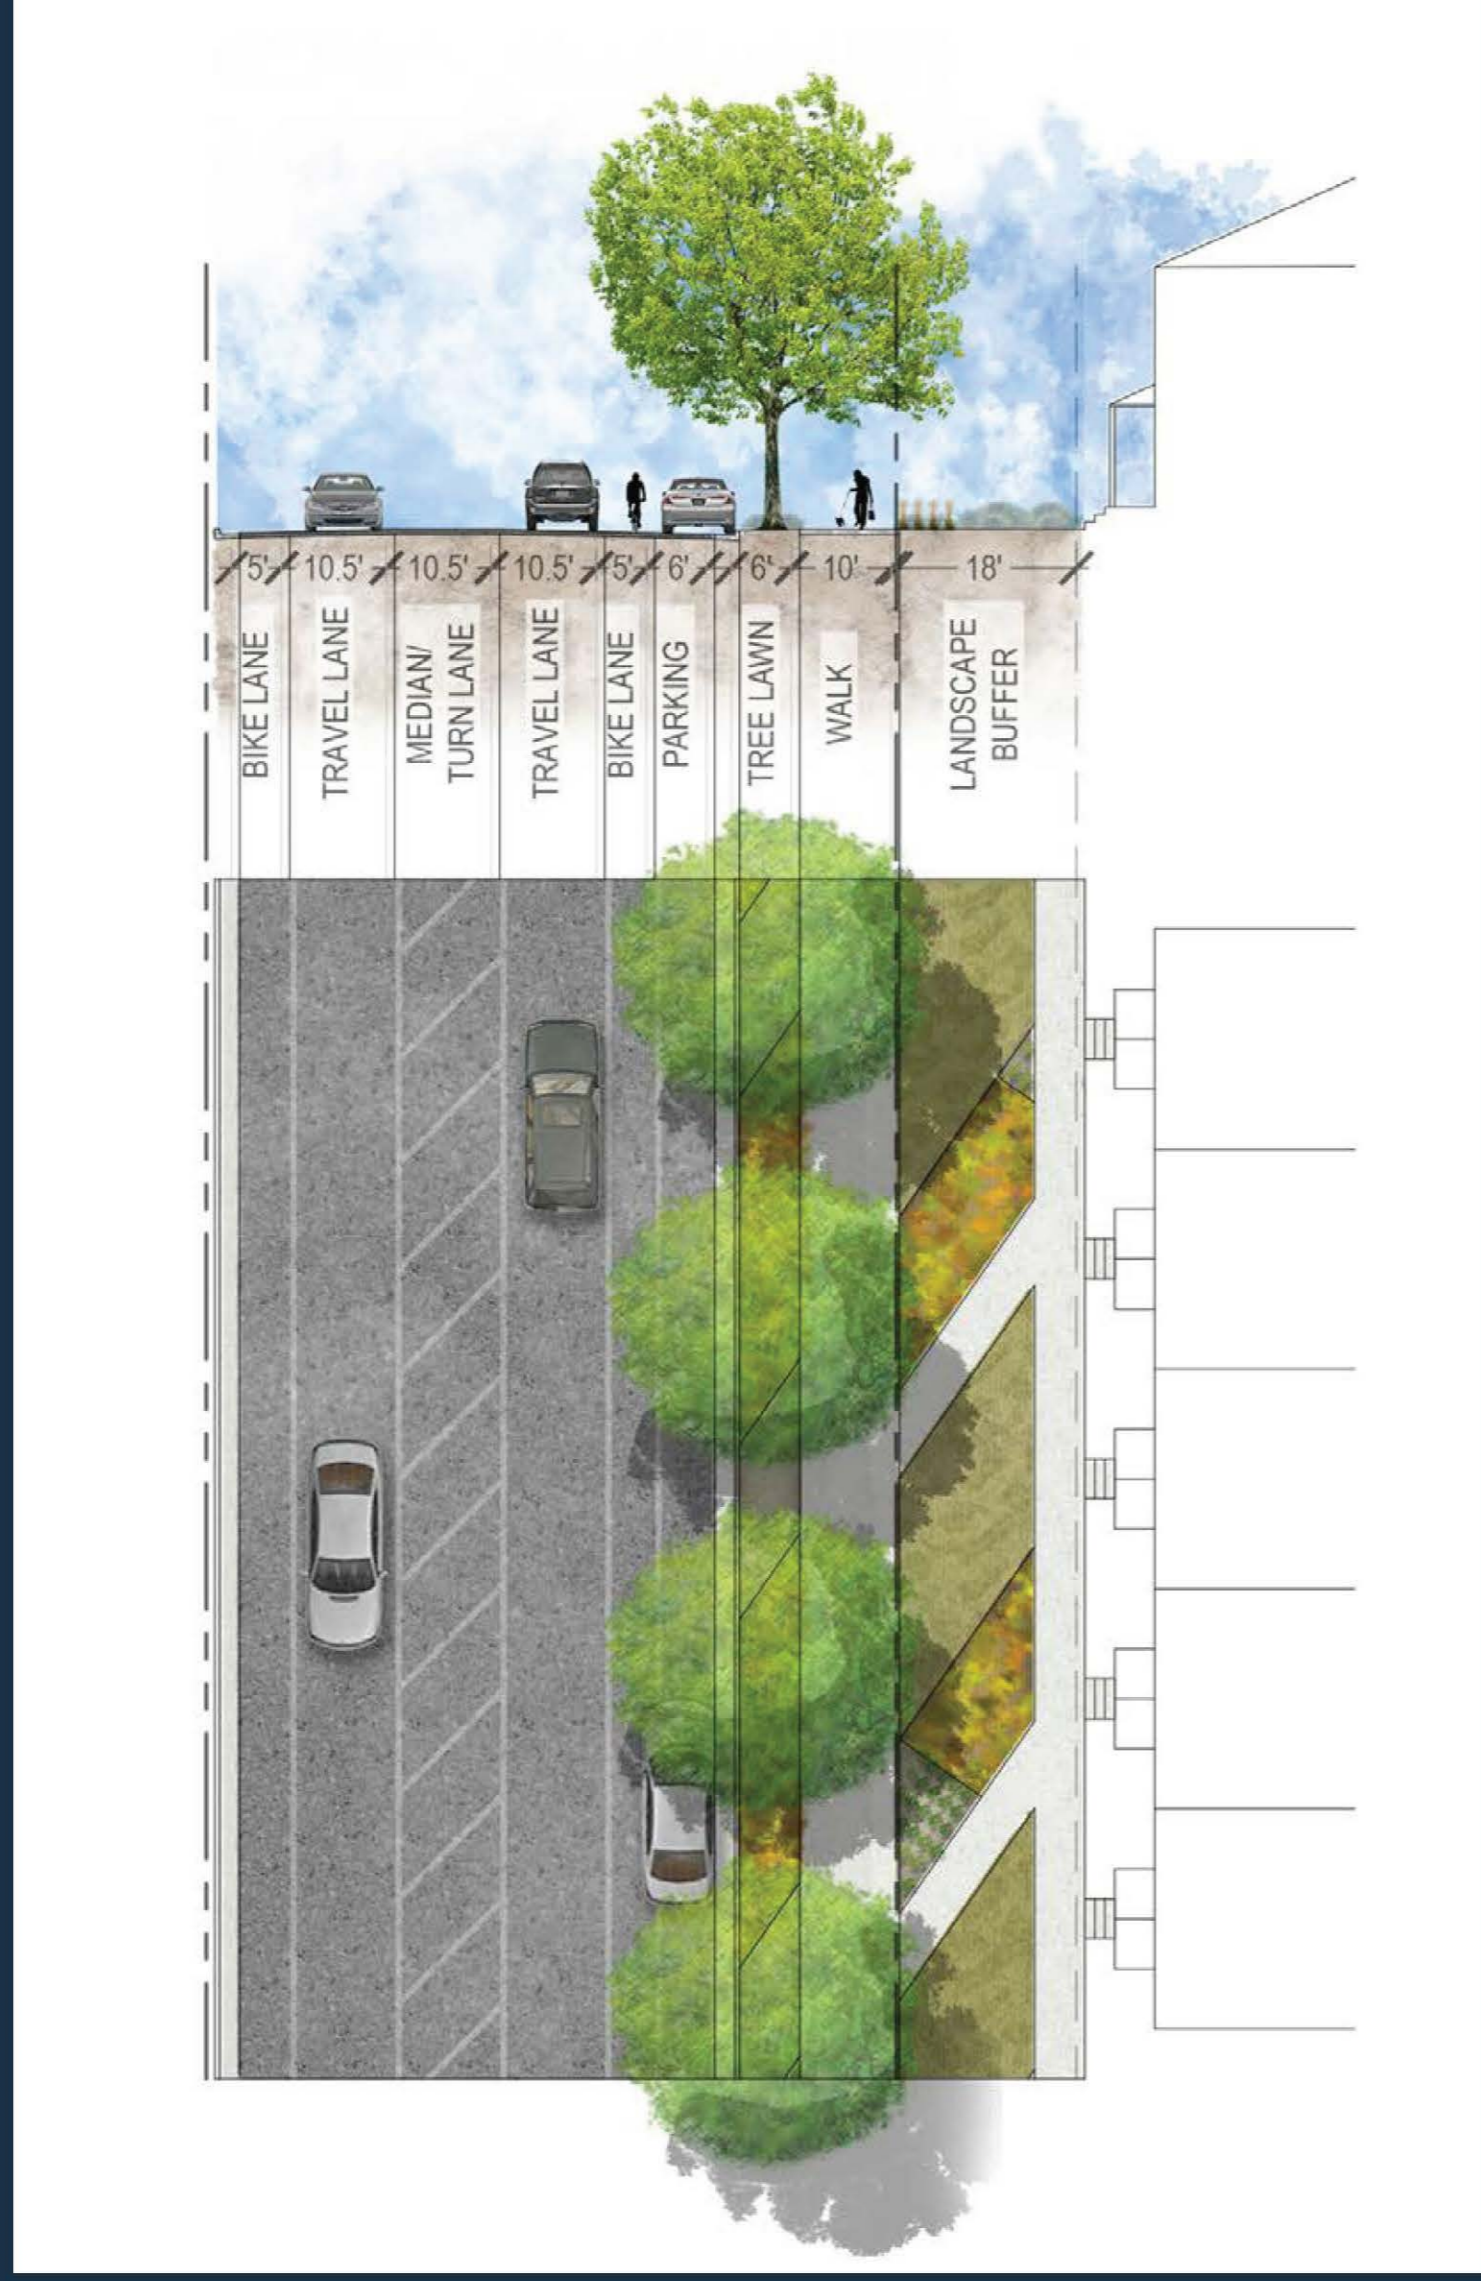 5'
10.5'
10.5'
10.5'
5'
6'
6'
10'
18'
BIKE LANE
TRAVEL LANE
MEDIAN/
TURN LANE
TRAVEL LANE
BIKE LANE
PARKING
TREE LAWN
WALK
LANDSCAPE
BUFFER